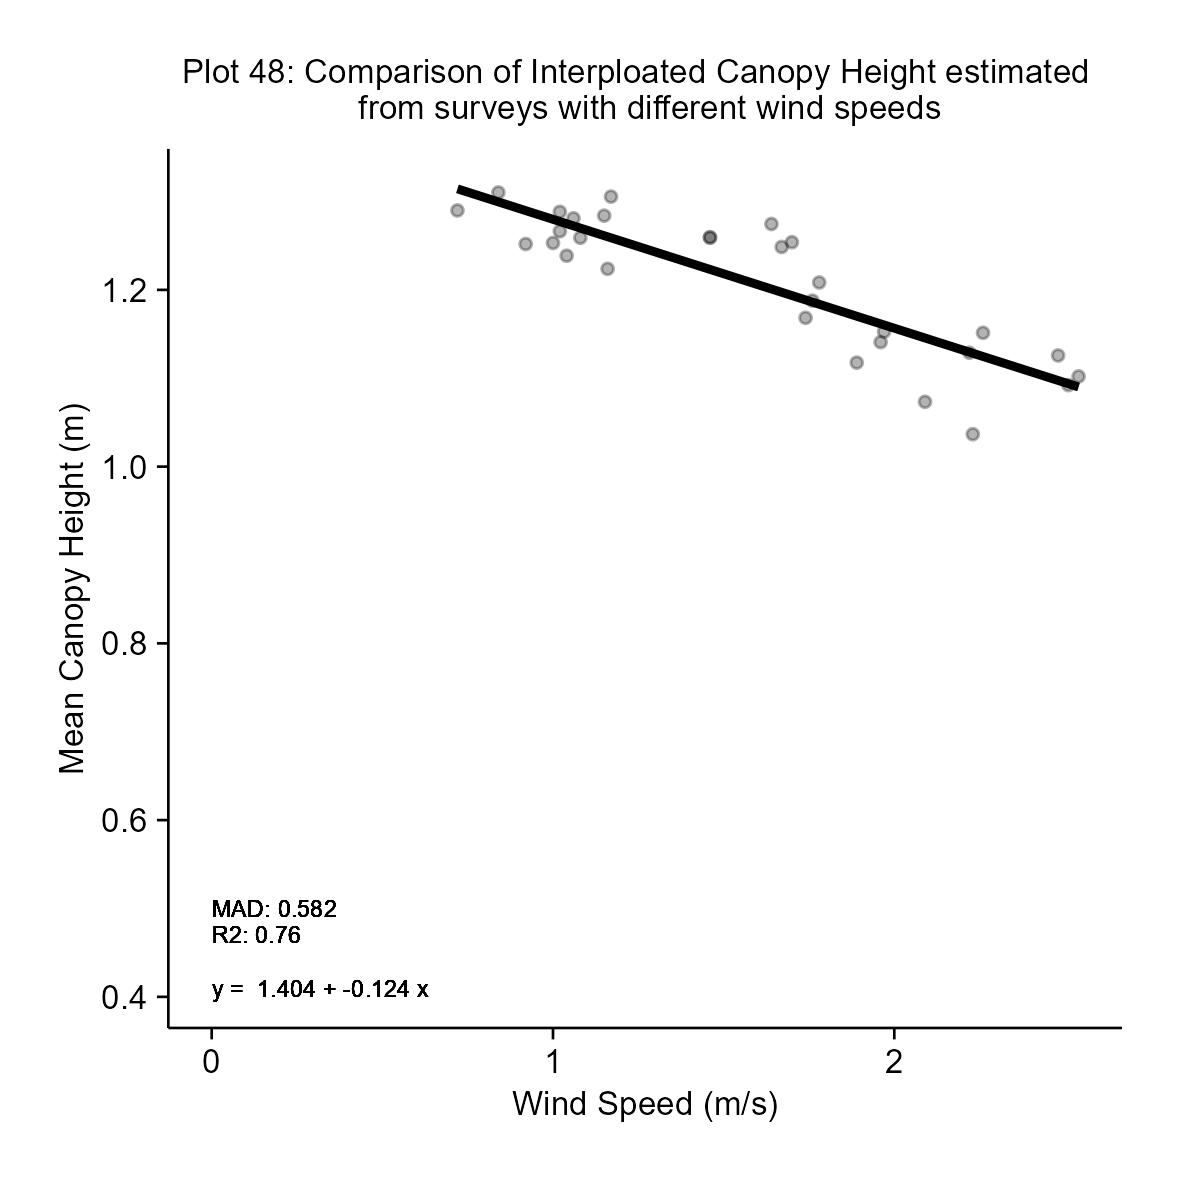 Plot 48: Comparison of Interploated Canopy Height estimated
from surveys with different wind speeds
Mean Canopy Height (m)
1.2
1.0
0.8
0.6
0.4
MAD: 0.582
R2: 0.76
y =  1.404 + -0.124 x
0 1 2
Wind Speed (m/s)